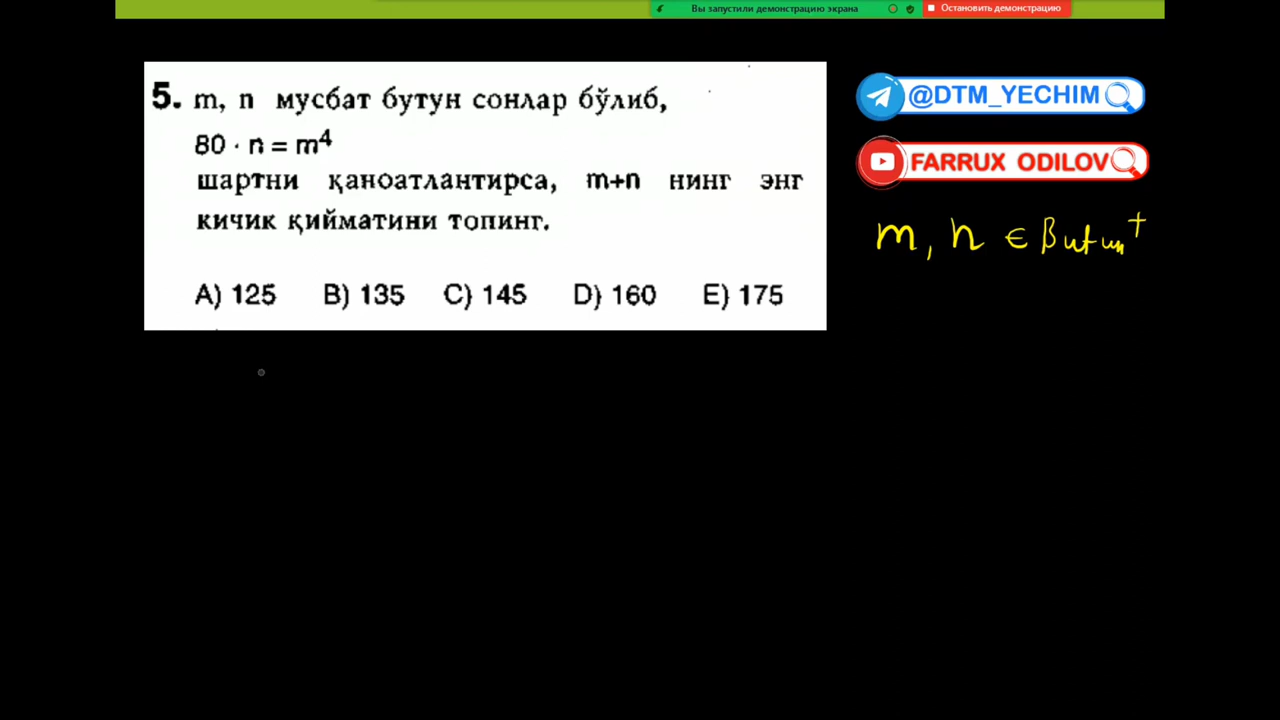 Вы запустили демонстрацию экрана
Остановить демонстрацию
5. m, n мусбат бутун сонлар бўлиб,
80 · n = m⁴
шартни қаноатлантирса, m+n нинг энг
кичик қийматини топинг.
A) 125 B) 135 C) 145 D) 160 E) 175
@DTM_YECHIM
FARRUX ODILOV
m, n ∈ Butun⁺